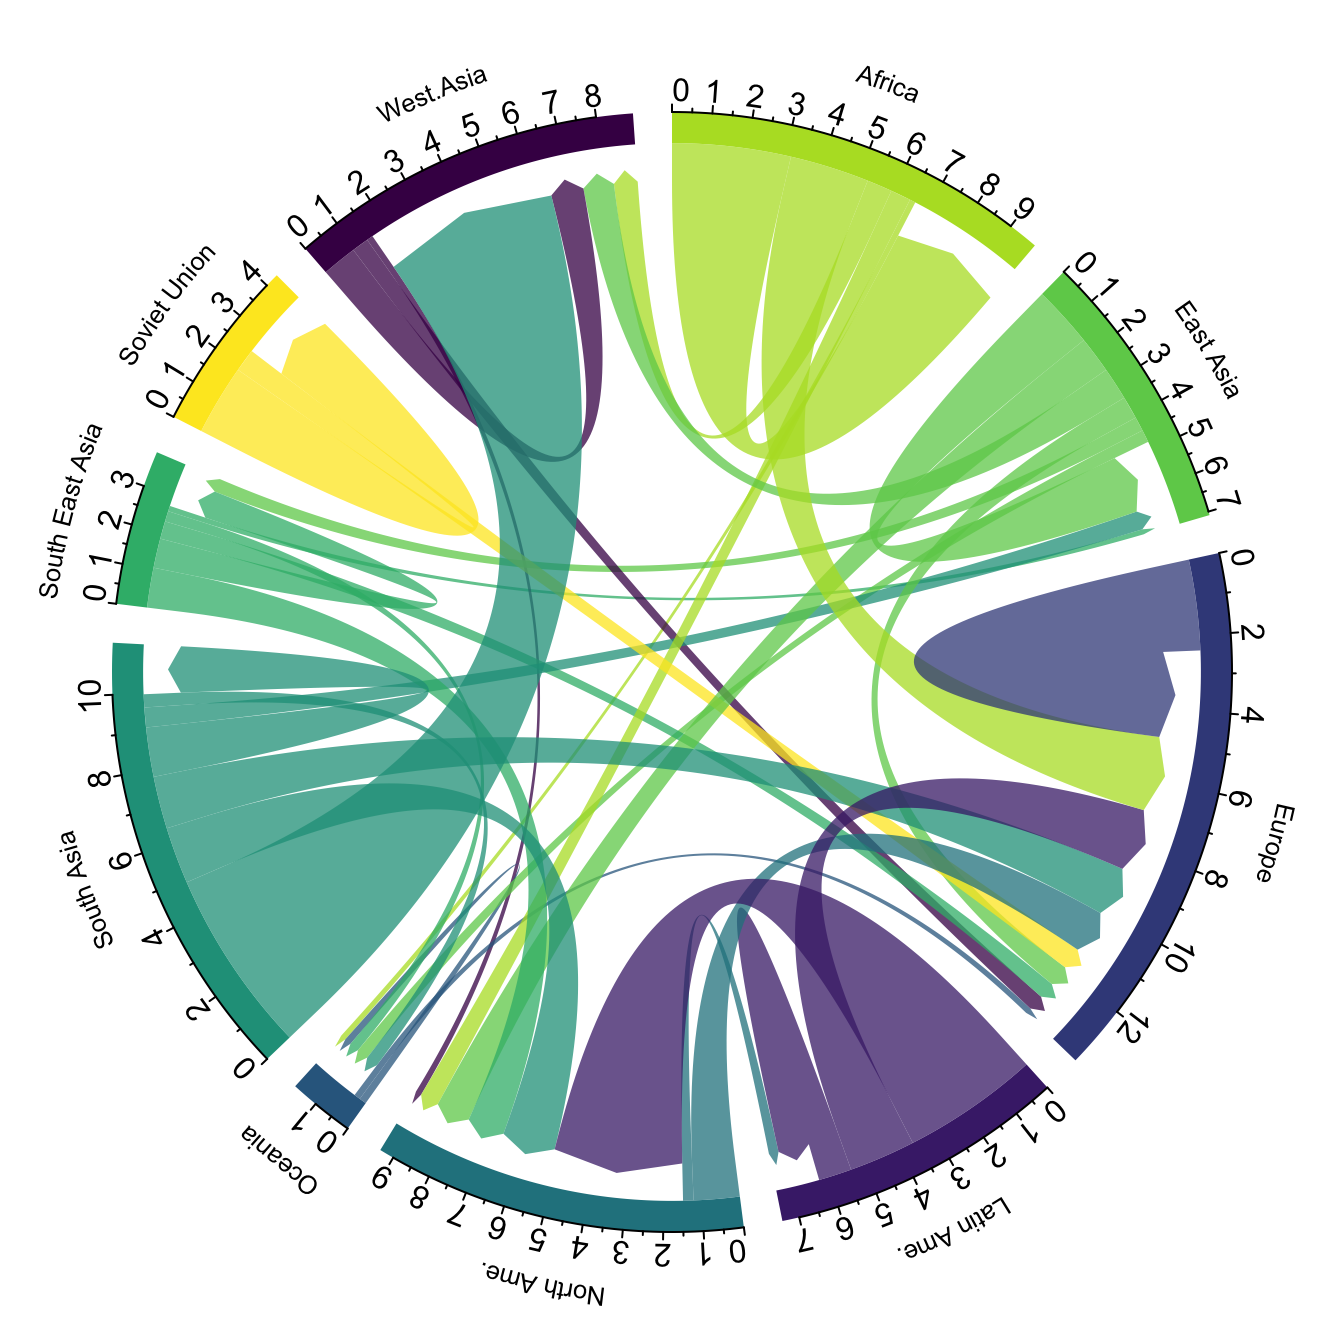 Africa
0 1 2 3 4 5 6 7 8 9
East Asia
0 1 2 3 4 5 6 7
Europe
0 2 4 6 8 10 12
Latin Ame.
0 1 2 3 4 5 6 7
North Ame.
0 1 2 3 4 5 6 7 8 9
Oceania
0 1
South Asia
0 2 4 6 8 10
South East Asia
0 1 2 3
Soviet Union
0 1 2 3 4
West.Asia
0 1 2 3 4 5 6 7 8